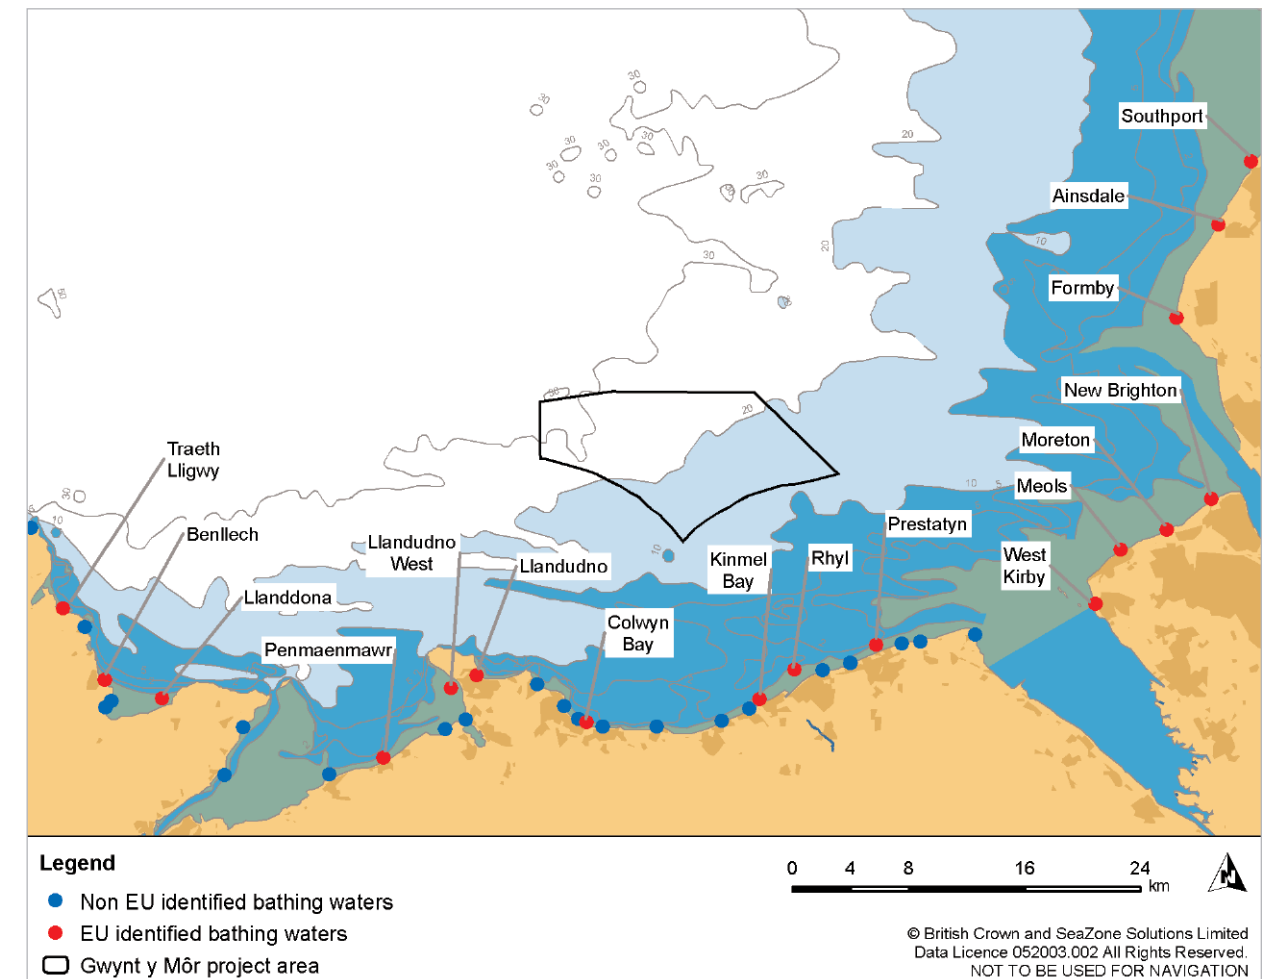 Southport
Ainsdale
Formby
New Brighton
Moreton
Meols
West
Kirby
Prestatyn
Rhyl
Kinmel
Bay
Colwyn
Bay
Llandudno
Llandudno
West
Penmaenmawr
Llanddona
Benllech
Traeth
Lligwy
30
30
30
30
30
30
30
30
30
20
20
20
10
10
5
10
10
30
Legend
Non EU identified bathing waters
EU identified bathing waters
Gwynt y Môr project area
0 4 8 16 24
km
N
© British Crown and SeaZone Solutions Limited
Data Licence 052003.002 All Rights Reserved.
NOT TO BE USED FOR NAVIGATION